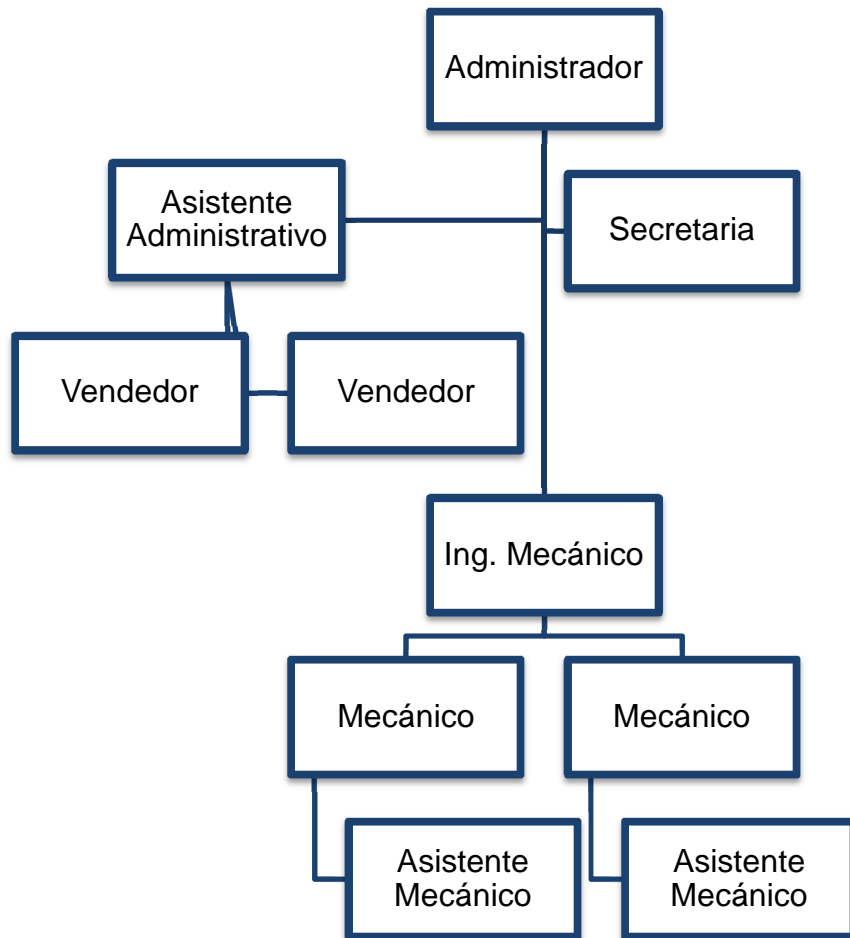 Administrador
Asistente
Administrativo
Secretaria
Vendedor
Vendedor
Ing. Mecánico
Mecánico
Mecánico
Asistente
Mecánico
Asistente
Mecánico